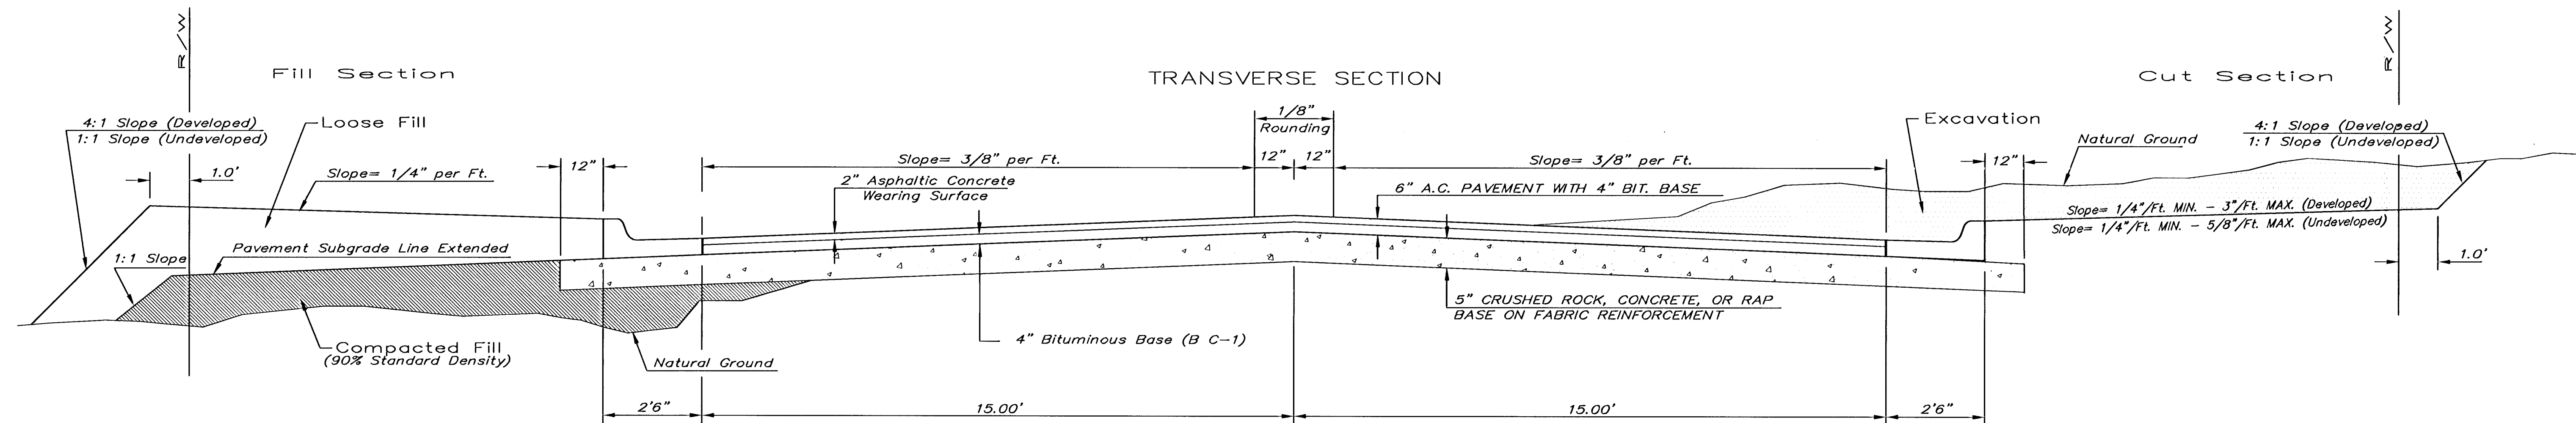 R/W
Fill Section
TRANSVERSE SECTION
Cut Section
R/W
4:1 Slope (Developed)
1:1 Slope (Undeveloped)
Loose Fill
1/8"
Rounding
Excavation
Natural Ground
4:1 Slope (Developed)
1:1 Slope (Undeveloped)
1.0'
Slope= 1/4" per Ft.
12"
Slope= 3/8" per Ft.
12"
12"
Slope= 3/8" per Ft.
12"
2" Asphaltic Concrete
Wearing Surface
6" A.C. PAVEMENT WITH 4" BIT. BASE
Slope= 1/4"/Ft. MIN. - 3"/Ft. MAX. (Developed)
Slope= 1/4"/Ft. MIN. - 5/8"/Ft. MAX. (Undeveloped)
Pavement Subgrade Line Extended
1:1 Slope
1.0'
5" CRUSHED ROCK, CONCRETE, OR RAP
BASE ON FABRIC REINFORCEMENT
4" Bituminous Base (B C-1)
Compacted Fill
(90% Standard Density)
Natural Ground
2'6"
15.00'
15.00'
2'6"